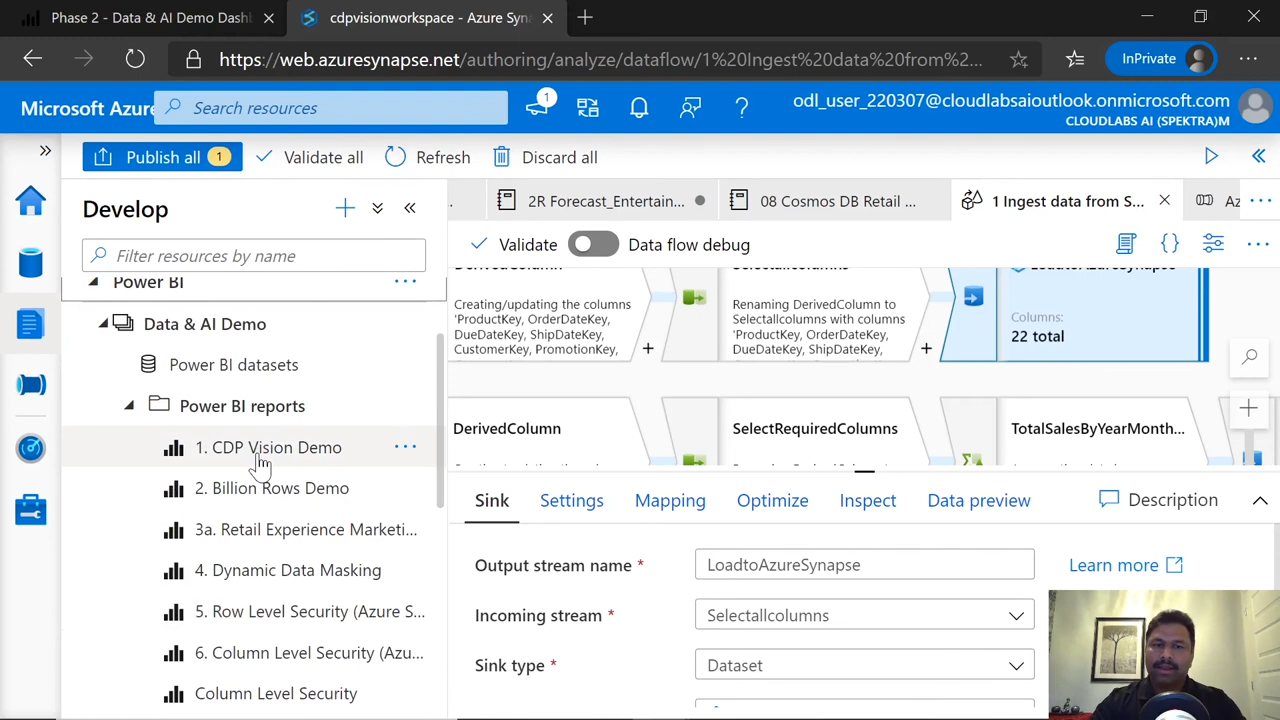 Phase 2 - Data & AI Demo Dash
cdpvisionworkspace - Azure Syna
https://web.azuresynapse.net/authoring/analyze/dataflow/1%20Ingest%20data%20from%2...
InPrivate
Microsoft Azure
Search resources
1
odl_user_220307@cloudlabsaioutlook.onmicrosoft.com
CLOUDLABS AI (SPEKTRA)M
Publish all 1
Validate all
Refresh
Discard all
Develop
2R Forecast_Entertain...
08 Cosmos DB Retail ...
1 Ingest data from S...
Az
Filter resources by name
Validate
Data flow debug
Power BI
Data & AI Demo
Power BI datasets
Power BI reports
1. CDP Vision Demo
2. Billion Rows Demo
3a. Retail Experience Marketi...
4. Dynamic Data Masking
5. Row Level Security (Azure S...
6. Column Level Security (Azu...
Column Level Security
DerivedColumn
Creating/updating the columns
'ProductKey, OrderDateKey,
DueDateKey, ShipDateKey,
CustomerKey, PromotionKey,
Selectallcolumns
Renaming DerivedColumn to
Selectallcolumns with columns
'ProductKey, OrderDateKey,
DueDateKey, ShipDateKey,
LoadtoAzureSynapse
Columns:
22 total
DerivedColumn
SelectRequiredColumns
TotalSalesByYearMonth...
Sink
Settings
Mapping
Optimize
Inspect
Data preview
Description
Output stream name *
LoadtoAzureSynapse
Learn more
Incoming stream *
Selectallcolumns
Sink type *
Dataset